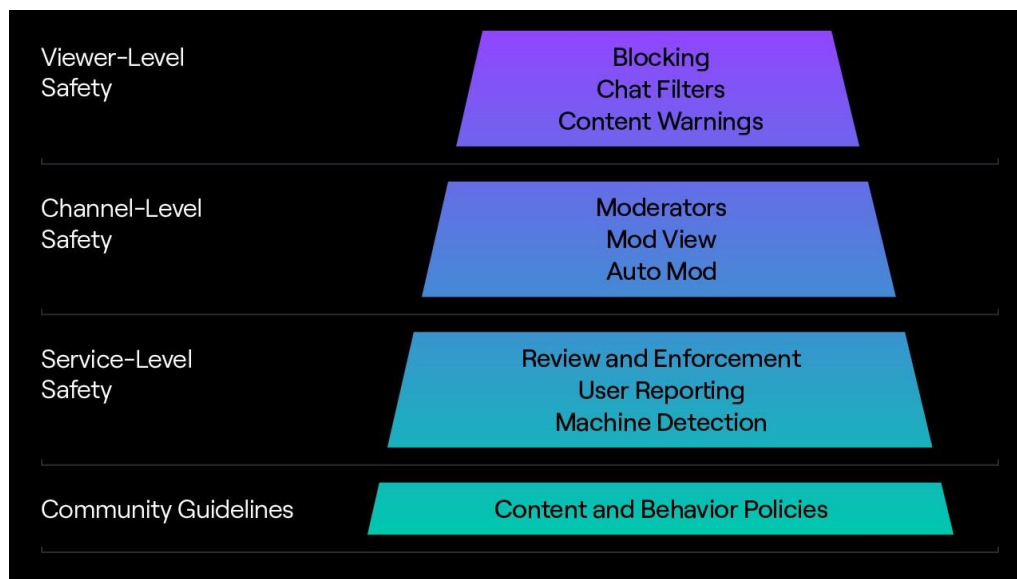 Viewer-Level
Safety
Blocking
Chat Filters
Content Warnings
Channel-Level
Safety
Moderators
Mod View
Auto Mod
Service-Level
Safety
Review and Enforcement
User Reporting
Machine Detection
Community Guidelines
Content and Behavior Policies